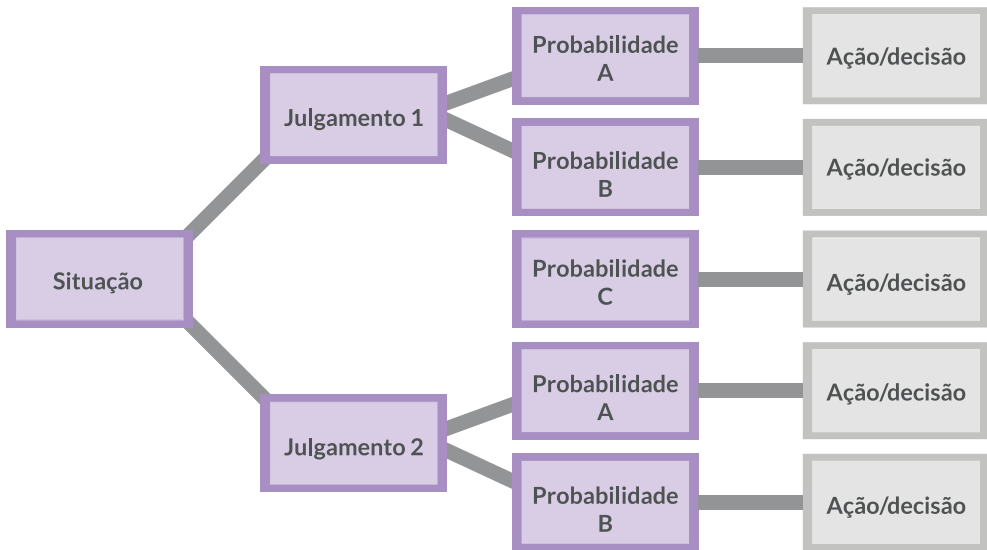 Situação
Julgamento 1
Probabilidade
A
Ação/decisão
Probabilidade
B
Ação/decisão
Probabilidade
C
Ação/decisão
Julgamento 2
Probabilidade
A
Ação/decisão
Probabilidade
B
Ação/decisão